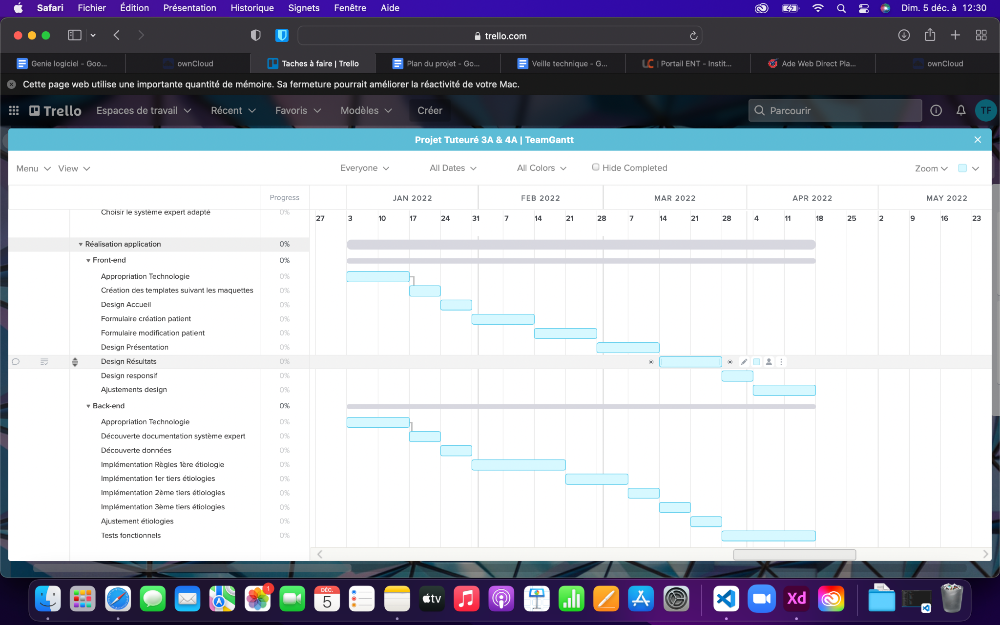 Safari Fichier Édition Présentation Historique Signets Fenêtre Aide Dim. 5 déc. à 12:30
trello.com
Genie logiciel - Goo... ownCloud Taches à faire | Trello Plan du projet - Go... Veille technique - G... LC | Portail ENT - Instit... Ade Web Direct Pla... ownCloud
Cette page web utilise une importante quantité de mémoire. Sa fermeture pourrait améliorer la réactivité de votre Mac.
Trello Espaces de travail Récent Favoris Modèles Créer Parcourir TF
Projet Tuteuré 3A & 4A | TeamGantt
Menu View Everyone All Dates All Colors Hide Completed Zoom
Progress JAN 2022 FEB 2022 MAR 2022 APR 2022 MAY 2022
Choisir le système expert adapté 0%
27 3 10 17 24 31 7 14 21 28 7 14 21 28 4 11 18 25 2 9 16 23
Réalisation application 0%
Front-end 0%
Appropriation Technologie 0%
Création des templates suivant les maquettes 0%
Design Accueil 0%
Formulaire création patient 0%
Formulaire modification patient 0%
Design Présentation 0%
Design Résultats 0%
Design responsif 0%
Ajustements design 0%
Back-end 0%
Appropriation Technologie 0%
Découverte documentation système expert 0%
Découverte données 0%
Implémentation Règles 1ère étiologie 0%
Implémentation 1er tiers étiologies 0%
Implémentation 2ème tiers étiologies 0%
Implémentation 3ème tiers étiologies 0%
Ajustement étiologies 0%
Tests fonctionnels 0%
1
DÉC.
5
tv
Xd